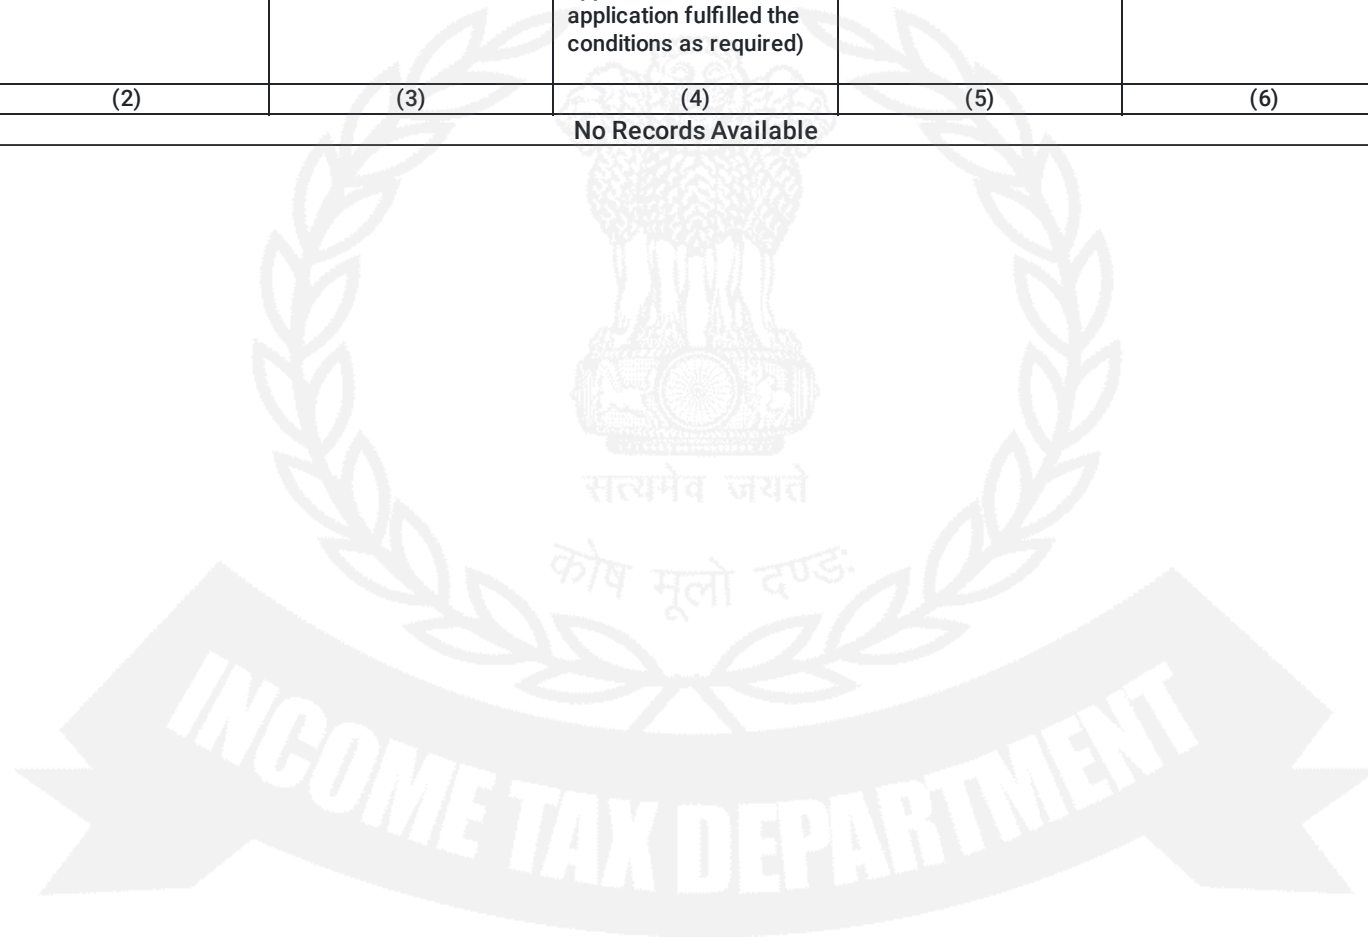 application fulfilled the
conditions as required)
(2) (3) (4) (5) (6)
No Records Available
सत्यमेव जयते
कोष मूलो दण्डः
INCOME TAX DEPARTMENT